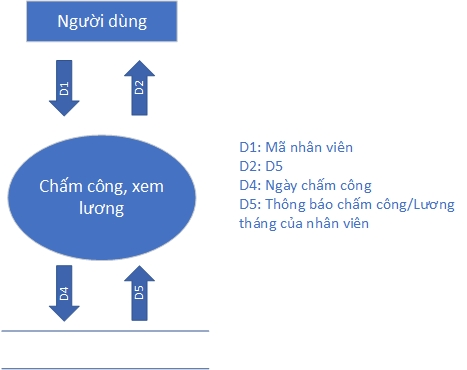 Người dùng
D1
D2
Chấm công, xem
lương
D4
D5
D1: Mã nhân viên
D2: D5
D4: Ngày chấm công
D5: Thông báo chấm công/Lương
tháng của nhân viên